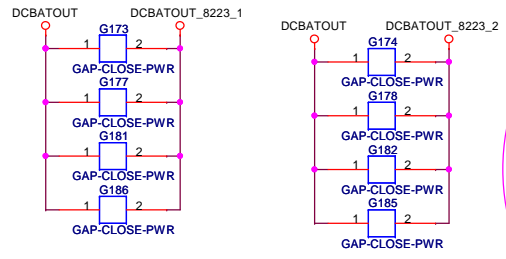 DCBATOUT DCBATOUT_8223_1
G173
1 2
GAP-CLOSE-PWR
G177
1 2
GAP-CLOSE-PWR
G181
1 2
GAP-CLOSE-PWR
G186
1 2
GAP-CLOSE-PWR
DCBATOUT DCBATOUT_8223_2
G174
1 2
GAP-CLOSE-PWR
G178
1 2
GAP-CLOSE-PWR
G182
1 2
GAP-CLOSE-PWR
G185
1 2
GAP-CLOSE-PWR